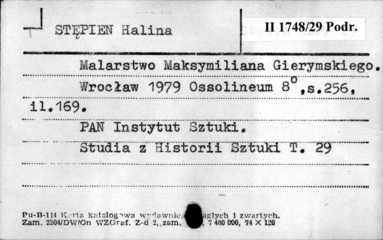 II 1748/29 Podr.
STĘPIEN Halina
Malarstwo Maksymiliana Gierymskiego.
Wrocław 1979 Ossolineum 8°,s.256,
il.169.
PAN Instytut Sztuki.
Studia z Historii Sztuki T. 29
Pu-B-114 Karta katalogowa wydawnictw ciągłych i zwartych.
Zam. 2204/DW/On WZGraf. Z-d 2, zam. 7 480 000, 74 × 120